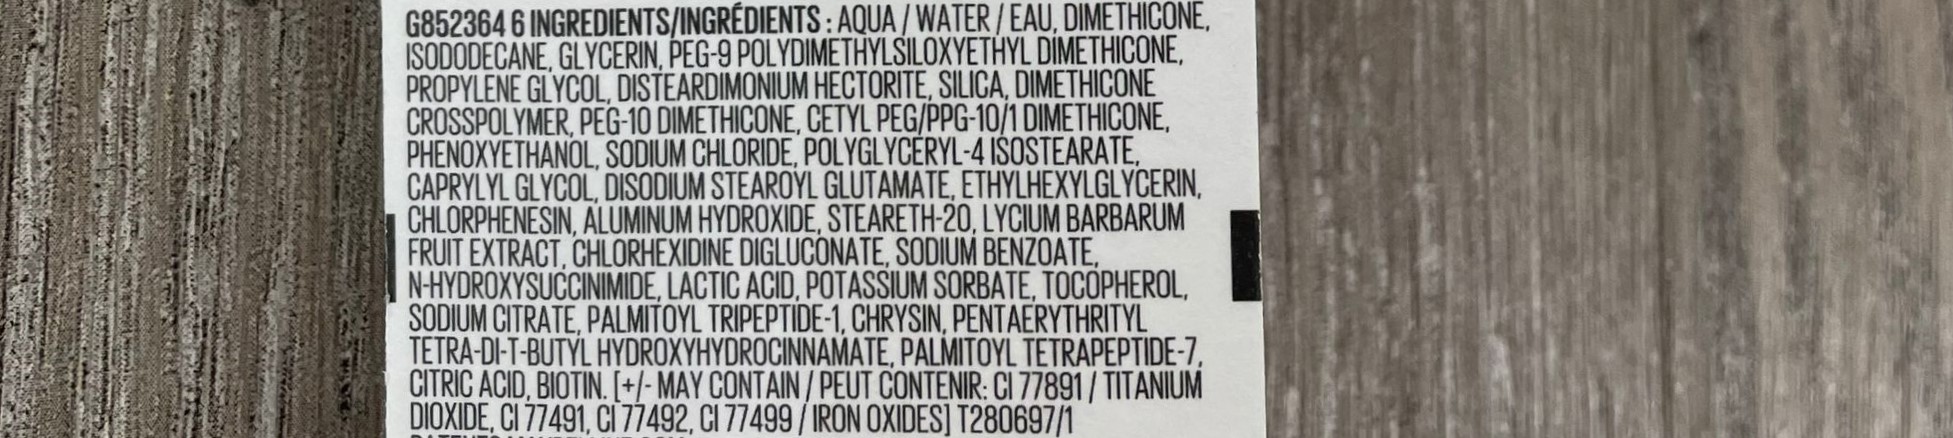 G852364 6 INGREDIENTS/INGRÉDIENTS : AQUA / WATER / EAU, DIMETHICONE,
ISODODECANE, GLYCERIN, PEG-9 POLYDIMETHYLSILOXYETHYL DIMETHICONE,
PROPYLENE GLYCOL, DISTEARDIMONIUM HECTORITE, SILICA, DIMETHICONE
CROSSPOLYMER, PEG-10 DIMETHICONE, CETYL PEG/PPG-10/1 DIMETHICONE,
PHENOXYETHANOL, SODIUM CHLORIDE, POLYGLYCERYL-4 ISOSTEARATE,
CAPRYLYL GLYCOL, DISODIUM STEAROYL GLUTAMATE, ETHYLHEXYLGLYCERIN,
CHLORPHENESIN, ALUMINUM HYDROXIDE, STEARETH-20, LYCIUM BARBARUM
FRUIT EXTRACT, CHLORHEXIDINE DIGLUCONATE, SODIUM BENZOATE,
N-HYDROXYSUCCINIMIDE, LACTIC ACID, POTASSIUM SORBATE, TOCOPHEROL,
SODIUM CITRATE, PALMITOYL TRIPEPTIDE-1, CHRYSIN, PENTAERYTHRITYL
TETRA-DI-T-BUTYL HYDROXYHYDROCINNAMATE, PALMITOYL TETRAPEPTIDE-7,
CITRIC ACID, BIOTIN. [+/- MAY CONTAIN / PEUT CONTENIR: CI 77891 / TITANIUM
DIOXIDE, CI 77491, CI 77492, CI 77499 / IRON OXIDES] T280697/1